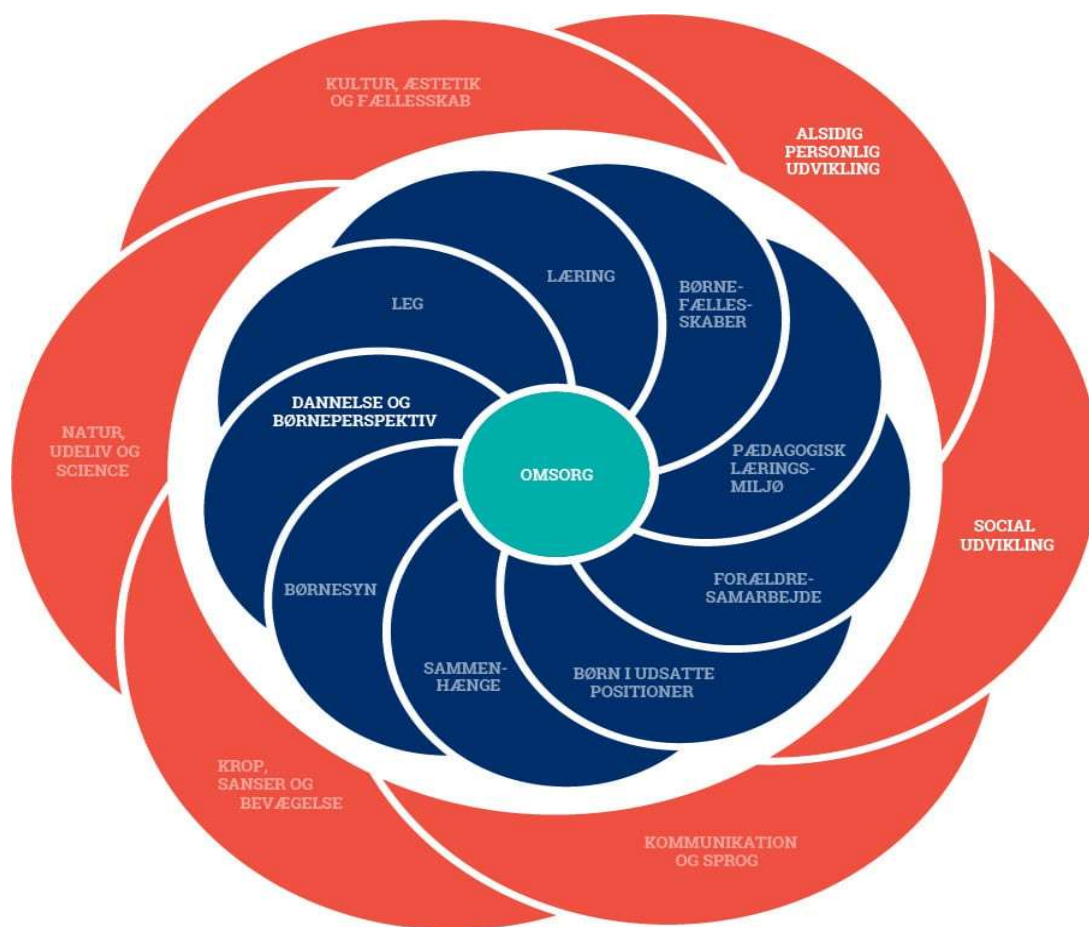 KULTUR, ÆSTETIK
OG FÆLLESSKAB
ALSIDIG
PERSONLIG
UDVIKLING
LÆRING
BØRNE-
FÆLLES-
SKABER
LEG
DANNELSE OG
BØRNEPERSPEKTIV
NATUR,
UDELIV OG
SCIENCE
OMSORG
PÆDAGOGISK
LÆRINGS-
MILJØ
SOCIAL
UDVIKLING
BØRNESYN
FORÆLDRE-
SAMARBEJDE
SAMMEN-
HÆNGE
BØRN I UDSATTE
POSITIONER
KROP,
SANSER OG
BEVÆGELSE
KOMMUNIKATION
OG SPROG